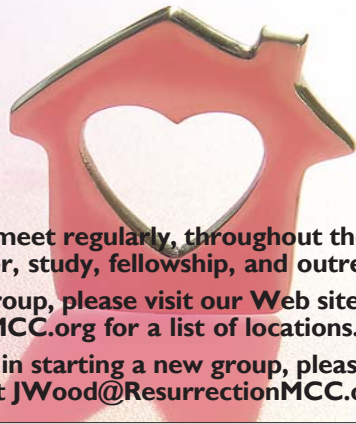 meet regularly, throughout th
r, study, fellowship, and outre
roup, please visit our Web site
MCC.org for a list of locations.
in starting a new group, pleas
t JWood@ResurrectionMCC.o